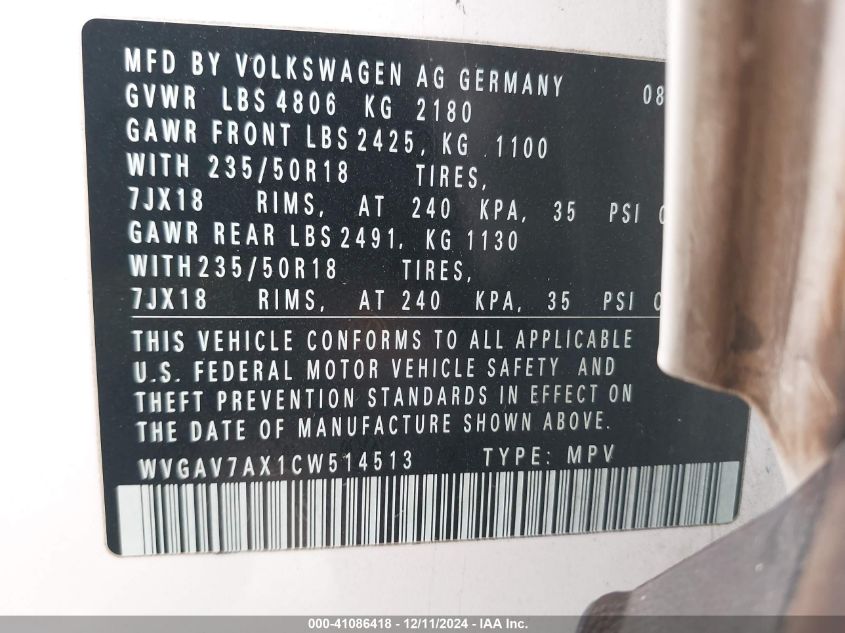 MFD BY VOLKSWAGEN AG GERMANY 08
GVWR LBS 4806 KG 2180
GAWR FRONT LBS 2425, KG 1100
WITH 235/50R18 TIRES,
7JX18 RIMS, AT 240 KPA, 35 PSI
GAWR REAR LBS 2491, KG 1130
WITH 235/50R18 TIRES,
7JX18 RIMS, AT 240 KPA, 35 PSI
THIS VEHICLE CONFORMS TO ALL APPLICABLE
U.S. FEDERAL MOTOR VEHICLE SAFETY AND
THEFT PREVENTION STANDARDS IN EFFECT ON
THE DATE OF MANUFACTURE SHOWN ABOVE.
WVGAV7AX1CW514513 TYPE: MPV
000-41086418 - 12/11/2024 - IAA Inc.